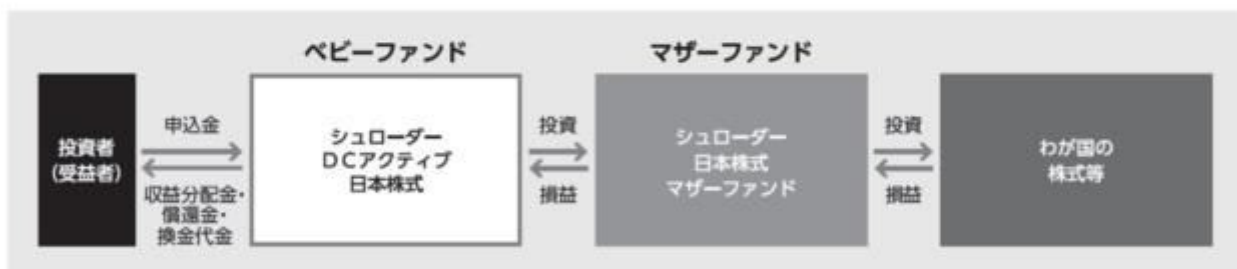 ベビーファンド
マザーファンド
投資者
(受益者)
申込金
収益分配金・
償還金・
換金代金
シュローダー
DCアクティブ
日本株式
投資
損益
シュローダー
日本株式
マザーファンド
投資
損益
わが国の
株式等